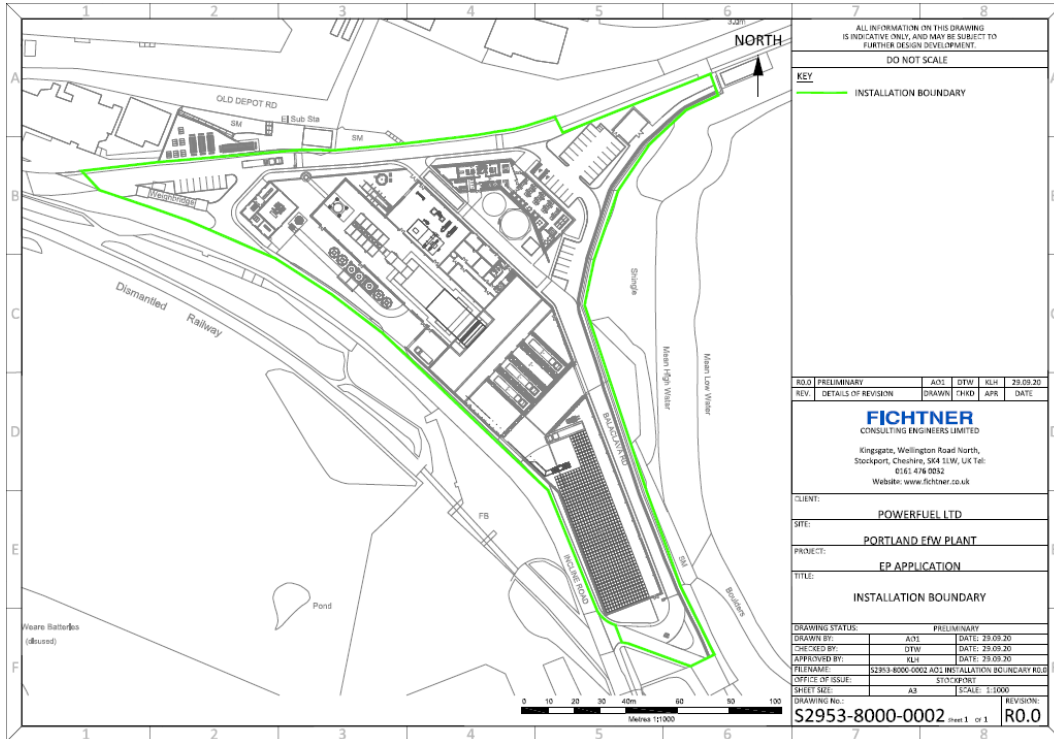 1 2 3 4 5 6 7 8
A
B
C
D
E
F
NORTH
OLD DEPOT RD
SM
Sub Sta
SM
Weighbridge
Dismantled
Railway
Shingle
Mean High Water
Mean Low Water
BALACLAVA RD
FB
INCLINE ROAD
SM
Boulders
Pond
Weare Batteries
(disused)
0 10 20 30 40m 60 80 100
Metres 1:1000
ALL INFORMATION ON THIS DRAWING
IS INDICATIVE ONLY, AND MAY BE SUBJECT TO
FURTHER DESIGN DEVELOPMENT.
DO NOT SCALE
KEY
INSTALLATION BOUNDARY
R0.0 PRELIMINARY AO1 DTW KLH 29.09.20
REV. DETAILS OF REVISION DRAWN CHKD APR DATE
FICHTNER
CONSULTING ENGINEERS LIMITED
Kingsgate, Wellington Road North,
Stockport, Cheshire, SK4 1LW, UK Tel:
0161 476 0032
Website: www.fichtner.co.uk
CLIENT:
POWERFUEL LTD
SITE:
PORTLAND EfW PLANT
PROJECT:
EP APPLICATION
TITLE:
INSTALLATION BOUNDARY
DRAWING STATUS: PRELIMINARY
DRAWN BY: AO1 DATE: 29.09.20
CHECKED BY: DTW DATE: 29.09.20
APPROVED BY: KLH DATE: 29.09.20
FILENAME: S2953-8000-0002 AO1 INSTALLATION BOUNDARY R0.0
OFFICE OF ISSUE: STOCKPORT
SHEET SIZE: A3 SCALE: 1:1000
DRAWING No.: REVISION:
S2953-8000-0002 Sheet 1 OF 1 R0.0
1 2 3 4 5 6 7 8